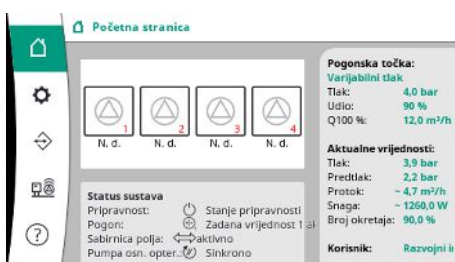 Početna stranica
1 2 3 4
N. d. N. d. N. d. N. d.
Status sustava
Pripravnost: Stanje pripravnosti
Pogon: Zadana vrijednost 1
Sabirnica polja: aktivno
Pumpa osn. opter.: Sinkrono
Pogonska točka:
Varijabilni tlak
Tlak: 4,0 bar
Udio: 90 %
Q100 %: 12,0 m³/h
Aktualne vrijednosti:
Tlak: 3,9 bar
Predtlak: 2,2 bar
Protok: ~ 4,7 m³/h
Snaga: ~ 1260,0 W
Broj okretaja: 90,0 %
Korisnik: Razvojni